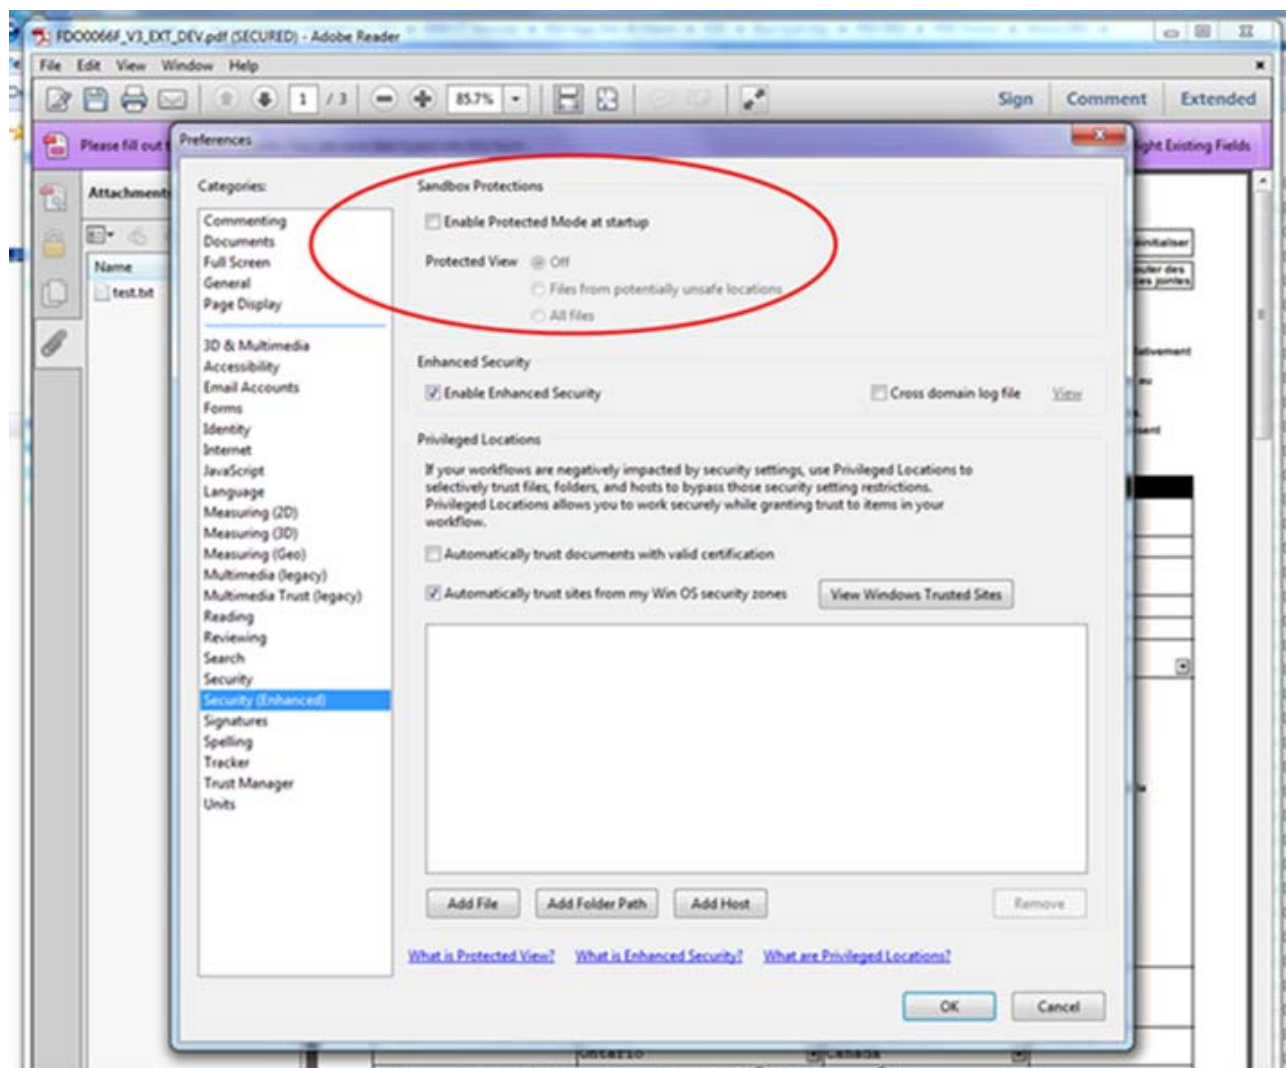 FDO0066F_V3_EXT_DEV.pdf (SECURED) - Adobe Reader
File Edit View Window Help
1 / 3 85.7% Sign Comment Extended
Please fill out
Preferences
Existing Fields
Attachment
Name
test.txt
Categories:
Commenting
Documents
Full Screen
General
Page Display
3D & Multimedia
Accessibility
Email Accounts
Forms
Identity
Internet
JavaScript
Language
Measuring (2D)
Measuring (3D)
Measuring (Geo)
Multimedia (legacy)
Multimedia Trust (legacy)
Reading
Reviewing
Search
Security
Security (Enhanced)
Signatures
Spelling
Tracker
Trust Manager
Units
Sandbox Protections
Enable Protected Mode at startup
Protected View Off
Files from potentially unsafe locations
All files
Enhanced Security
Enable Enhanced Security Cross domain log file View
Privileged Locations
If your workflows are negatively impacted by security settings, use Privileged Locations to
selectively trust files, folders, and hosts to bypass those security setting restrictions.
Privileged Locations allows you to work securely while granting trust to items in your
workflow.
Automatically trust documents with valid certification
Automatically trust sites from my Win OS security zones View Windows Trusted Sites
Add File Add Folder Path Add Host Remove
What is Protected View? What is Enhanced Security? What are Privileged Locations?
OK Cancel
des
jointes
au
la
Ontario Canada